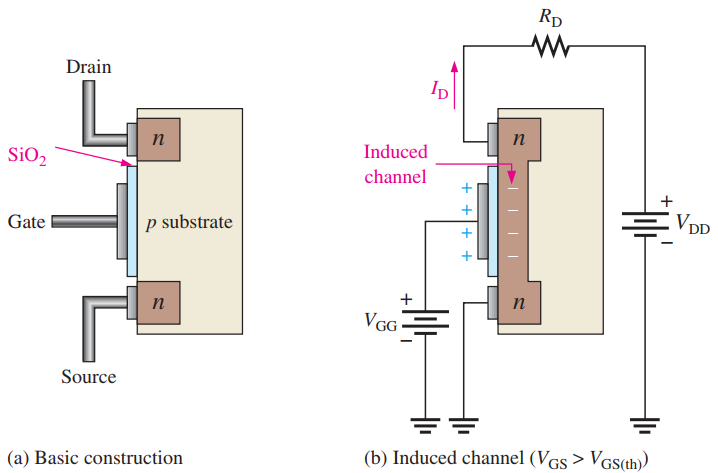 Drain
n
SiO2
Gate
p substrate
n
Source
(a) Basic construction
RD
ID
n
Induced
channel
+
+
+
+
– – – –
+
VDD
–
n
+
VGG
–
(b) Induced channel (VGS > VGS(th))